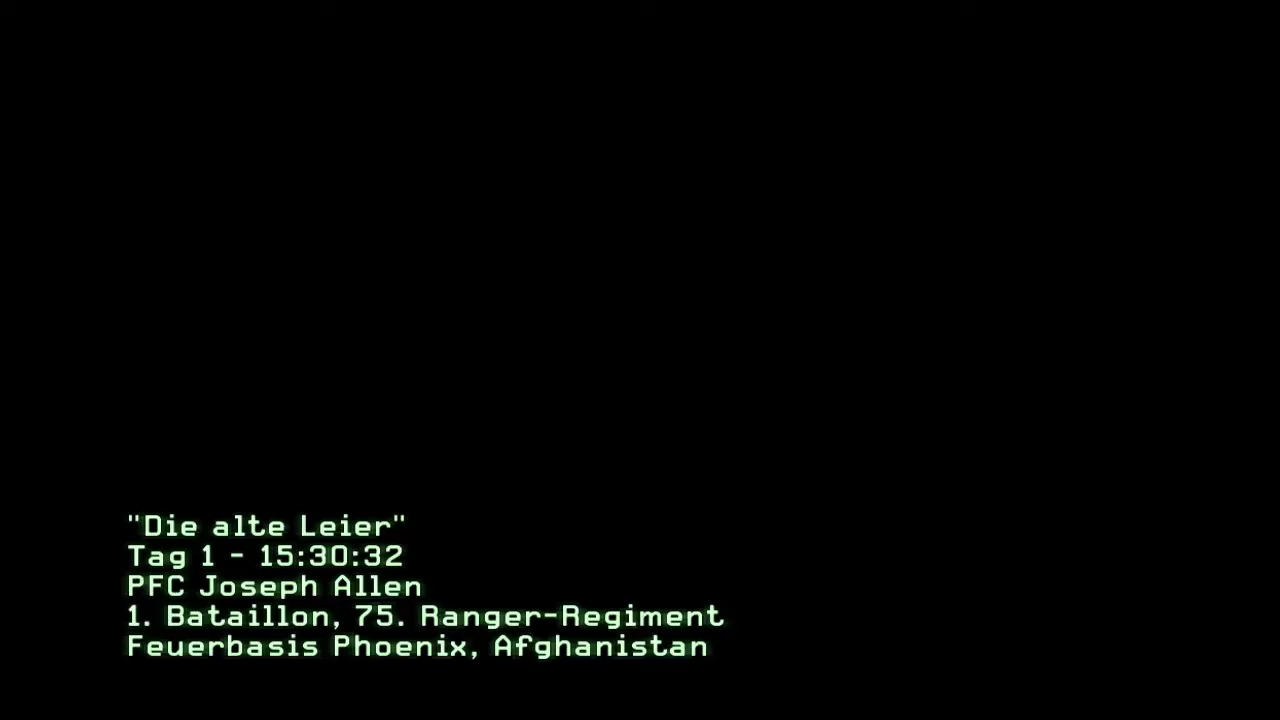 "Die alte Leier"
Tag 1 - 15:30:32
PFC Joseph Allen
1. Bataillon, 75. Ranger-Regiment
Feuerbasis Phoenix, Afghanistan